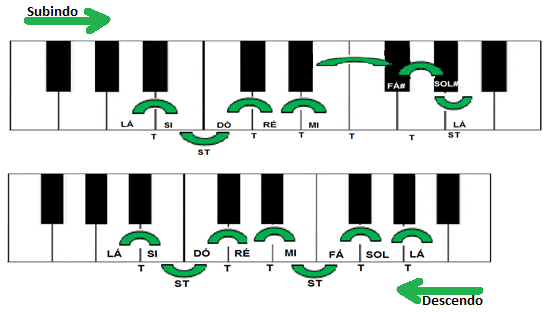 Subindo
FÁ# SOL#
LÁ SI DÓ RÉ MI LÁ
T T T T T ST
ST
LÁ SI DÓ RÉ MI FÁ SOL LÁ
T T T T T
ST ST
Descendo